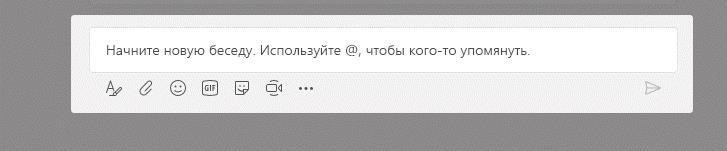 Начните новую беседу. Используйте @, чтобы кого-то упомянуть.
GIF